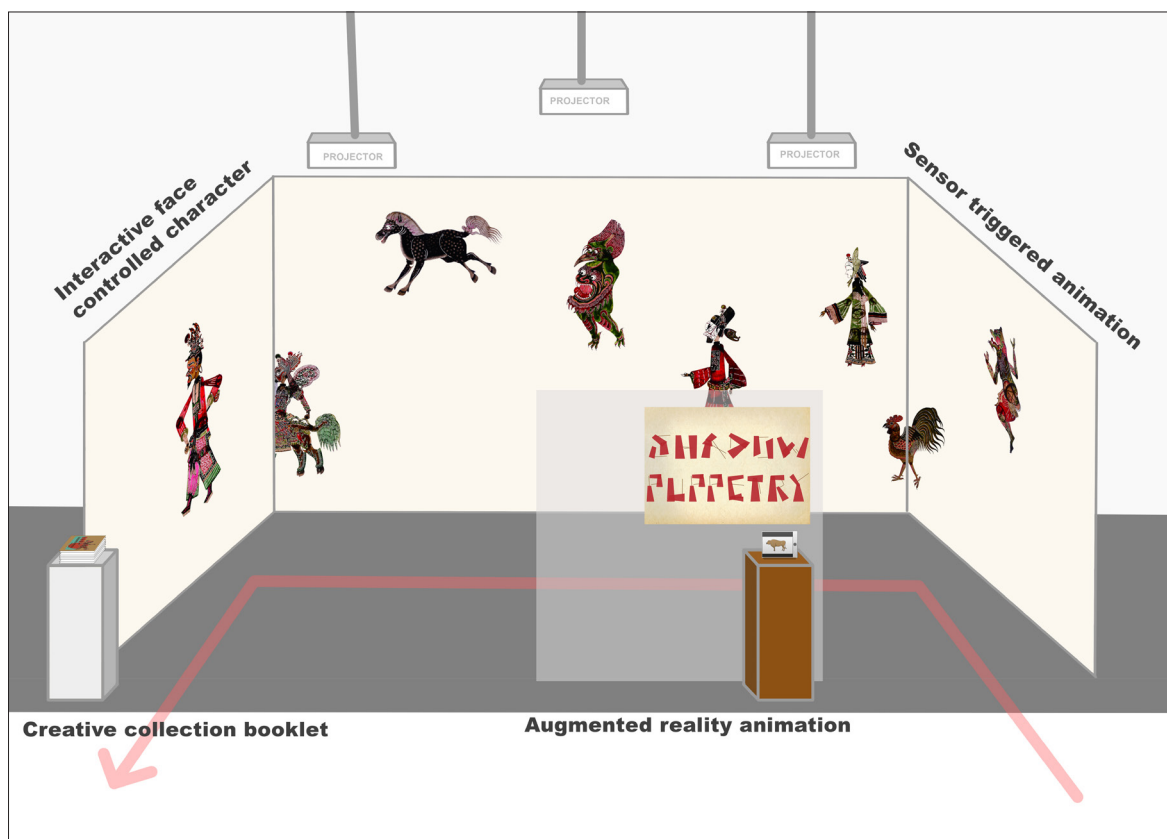 PROJECTOR
PROJECTOR
PROJECTOR
Interactive face
controlled character
Sensor triggered animation
SHADOW
PUPPETRY
Creative collection booklet
Augmented reality animation